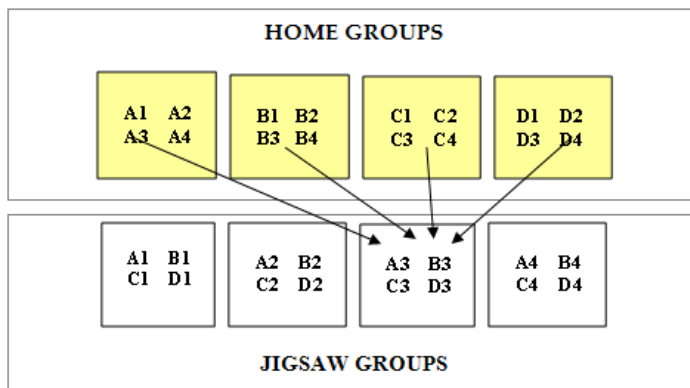 HOME GROUPS
A1 A2 B1 B2 C1 C2 D1 D2
A3 A4 B3 B4 C3 C4 D3 D4
A1 B1 A2 B2 A3 B3 A4 B4
C1 D1 C2 D2 C3 D3 C4 D4
JIGSAW GROUPS